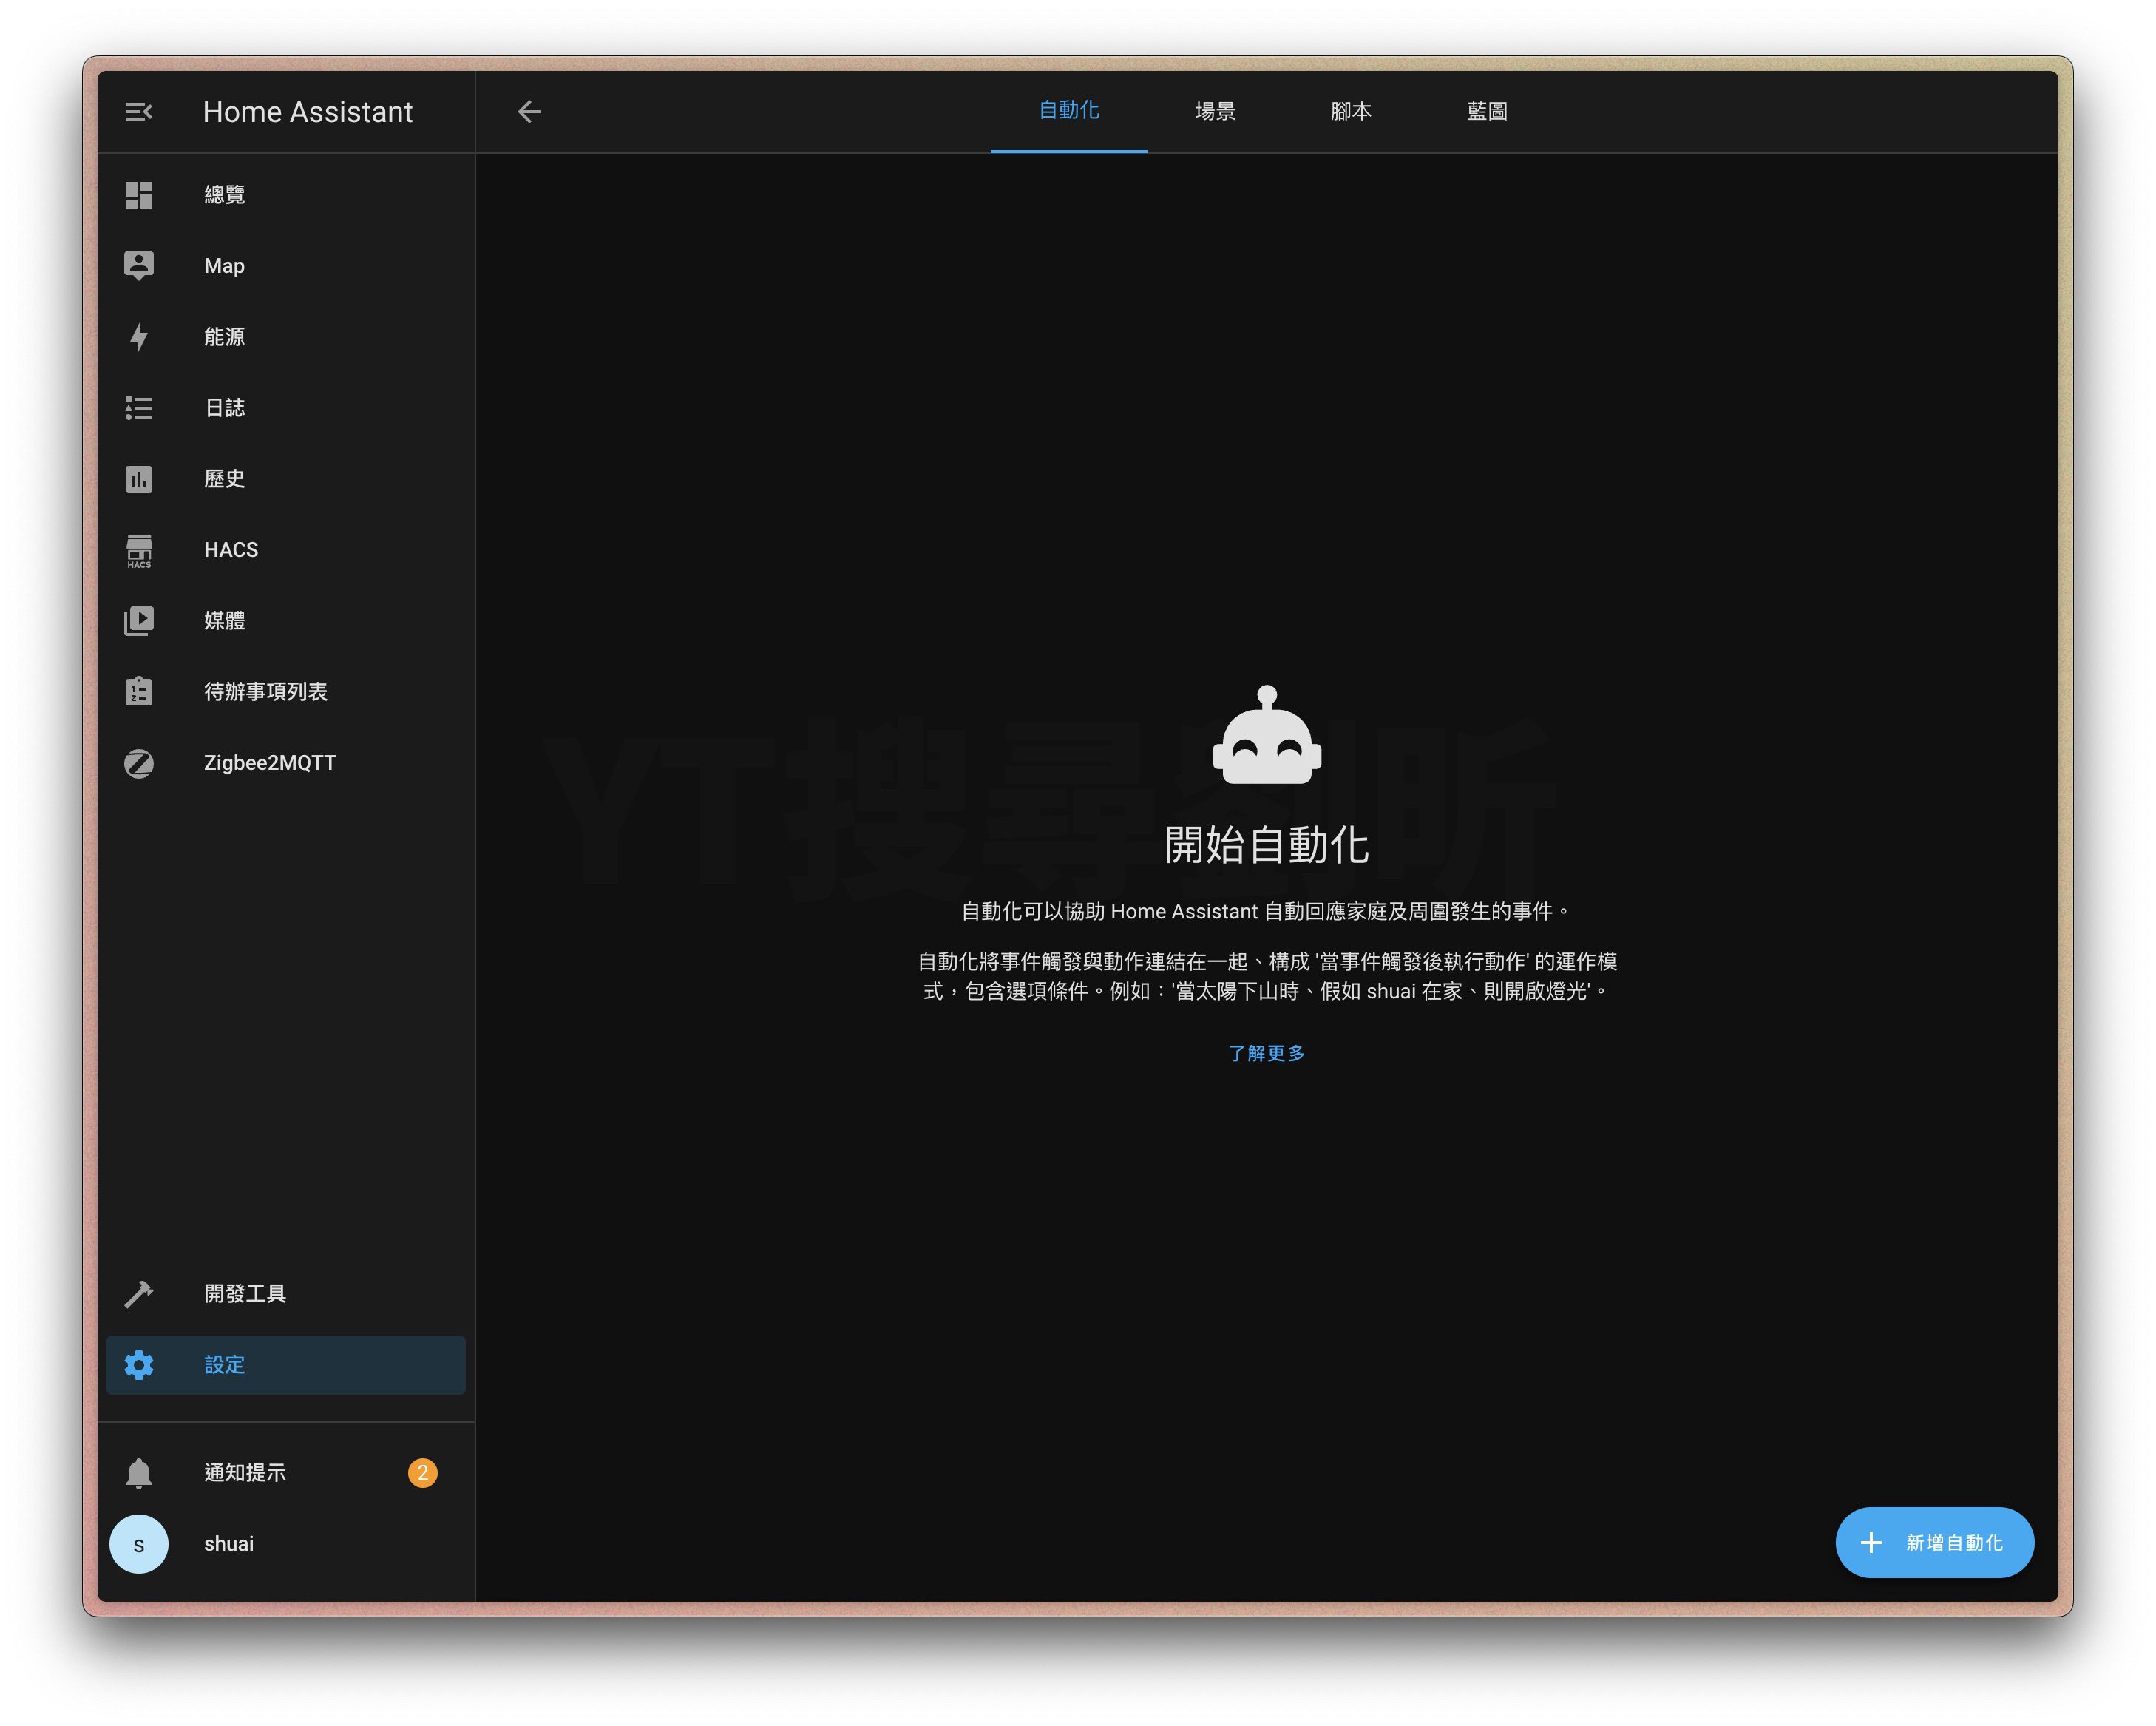 Home Assistant
自動化
場景
腳本
藍圖
總覽
Map
能源
日誌
歷史
HACS
HACS
媒體
待辦事項列表
Zigbee2MQTT
YT搜尋劉昕
開始自動化
自動化可以協助 Home Assistant 自動回應家庭及周圍發生的事件。
自動化將事件觸發與動作連結在一起、構成 '當事件觸發後執行動作' 的運作模
式，包含選項條件。例如：'當太陽下山時、假如 shuai 在家、則開啟燈光'。
了解更多
開發工具
設定
通知提示
2
s
shuai
新增自動化